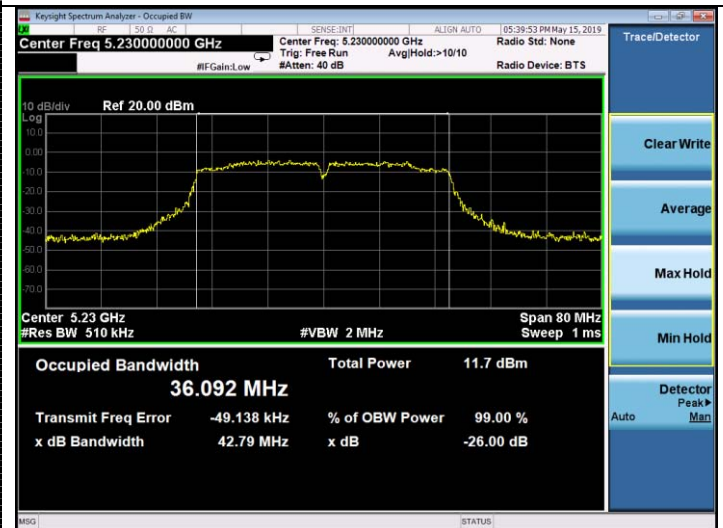 Keysight Spectrum Analyzer - Occupied BW
RF 50 Ω AC SENSE:INT ALIGN AUTO 05:39:53 PM May 15, 2019
Center Freq 5.230000000 GHz Center Freq: 5.230000000 GHz Radio Std: None
Trig: Free Run Avg|Hold:>10/10
#IFGain:Low #Atten: 40 dB Radio Device: BTS
Trace/Detector
10 dB/div Ref 20.00 dBm
Log
10.0
0.00
-10.0
-20.0
-30.0
-40.0
-50.0
-60.0
-70.0
Center 5.23 GHz Span 80 MHz
#Res BW 510 kHz #VBW 2 MHz Sweep 1 ms
Occupied Bandwidth Total Power 11.7 dBm
36.092 MHz
Transmit Freq Error -49.138 kHz % of OBW Power 99.00 %
x dB Bandwidth 42.79 MHz x dB -26.00 dB
Clear Write
Average
Max Hold
Min Hold
Detector
Peak▶
Auto Man
MSG STATUS